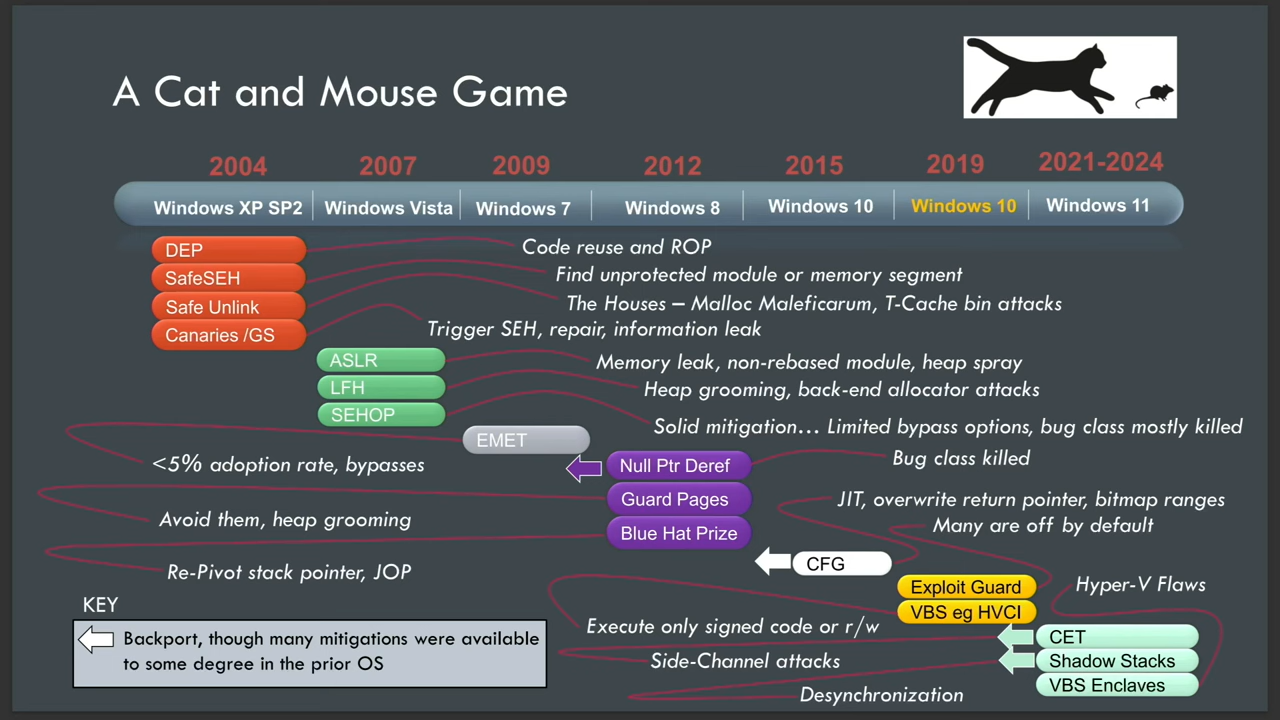 A Cat and Mouse Game
2004
2007
2009
2012
2015
2019
2021-2024
Windows XP SP2
Windows Vista
Windows 7
Windows 8
Windows 10
Windows 10
Windows 11
DEP
Code reuse and ROP
SafeSEH
Find unprotected module or memory segment
Safe Unlink
The Houses – Malloc Maleficarum, T-Cache bin attacks
Canaries /GS
Trigger SEH, repair, information leak
ASLR
Memory leak, non-rebased module, heap spray
LFH
Heap grooming, back-end allocator attacks
SEHOP
Solid mitigation... Limited bypass options, bug class mostly killed
EMET
<5% adoption rate, bypasses
Null Ptr Deref
Bug class killed
Guard Pages
Avoid them, heap grooming
JIT, overwrite return pointer, bitmap ranges
Many are off by default
Blue Hat Prize
Re-Pivot stack pointer, JOP
CFG
Exploit Guard
Hyper-V Flaws
VBS eg HVCI
Execute only signed code or r/w
CET
Side-Channel attacks
Shadow Stacks
VBS Enclaves
Desynchronization
KEY
Backport, though many mitigations were available
to some degree in the prior OS